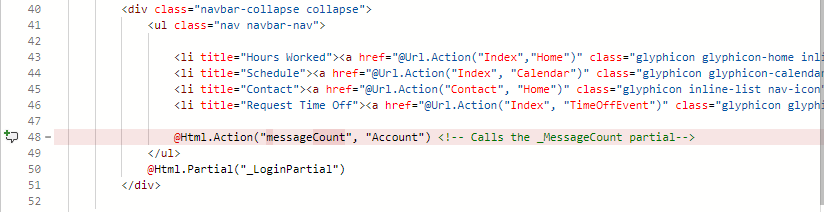 40 <div class="navbar-collapse collapse">
41 <ul class="nav navbar-nav">
42
43 <li title="Hours Worked"><a href="@Url.Action("Index","Home")" class="glyphicon glyphicon-home inli
44 <li title="Schedule"><a href="@Url.Action("Index", "Calendar")" class="glyphicon glyphicon-calenda
45 <li title="Contact"><a href="@Url.Action("Contact", "Home")" class="glyphicon inline-list nav-icon"
46 <li title="Request Time Off"><a href="@Url.Action("Index", "TimeOffEvent")" class="glyphicon glyphi
47
48 @Html.Action("messageCount", "Account") <!-- Calls the _MessageCount partial-->
49 </ul>
50 @Html.Partial("_LoginPartial")
51 </div>
52